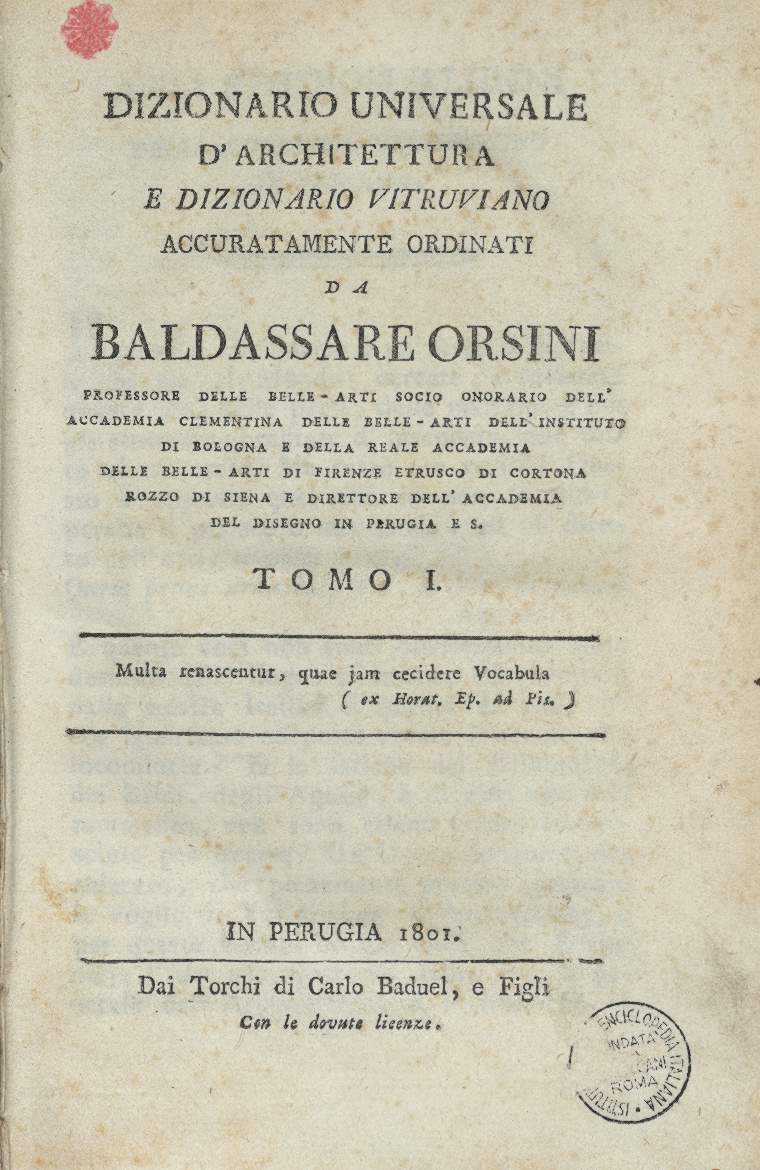 DIZIONARIO UNIVERSALE
D' ARCHITETTURA
E DIZIONARIO VITRUVIANO
ACCURATAMENTE ORDINATI
DA
BALDASSARE ORSINI
PROFESSORE DELLE BELLE-ARTI SOCIO ONORARIO DELL'
ACCADEMIA CLEMENTINA DELLE BELLE-ARTI DELL' INSTITUTO
DI BOLOGNA E DELLA REALE ACCADEMIA
DELLE BELLE-ARTI DI FIRENZE ETRUSCO DI CORTONA
ROZZO DI SIENA E DIRETTORE DELL' ACCADEMIA
DEL DISEGNO IN PERUGIA E S.
TOMO I.
Multa renascentur, quae jam cecidere Vocabula
( ex Horat. Ep. ad Pis. )
IN PERUGIA 1801.
Dai Torchi di Carlo Baduel, e Figli
Con le dovute licenze.
ENCICLOPEDIA ITALIANA
ROMA